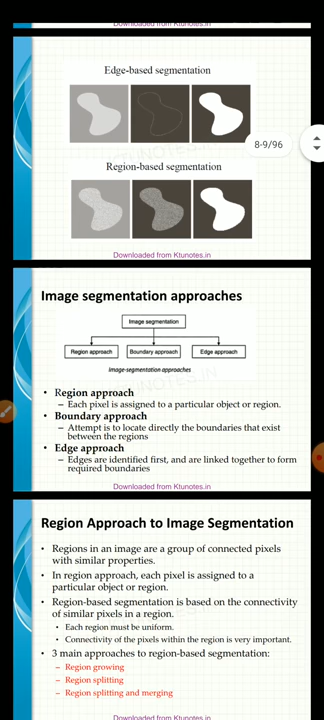 Downloaded from Ktunotes.in
Edge-based segmentation
8-9/96
Region-based segmentation
Downloaded from Ktunotes.in
Image segmentation approaches
Image segmentation
Region approach
Boundary approach
Edge approach
image-segmentation approaches
• Region approach
– Each pixel is assigned to a particular object or region.
• Boundary approach
– Attempt is to locate directly the boundaries that exist
between the regions
• Edge approach
– Edges are identified first, and are linked together to form
required boundaries
Downloaded from Ktunotes.in
Region Approach to Image Segmentation
• Regions in an image are a group of connected pixels
with similar properties.
• In region approach, each pixel is assigned to a
particular object or region.
• Region-based segmentation is based on the connectivity
of similar pixels in a region.
• Each region must be uniform.
• Connectivity of the pixels within the region is very important.
• 3 main approaches to region-based segmentation:
– Region growing
– Region splitting
– Region splitting and merging
Downloaded from Ktunotes.in